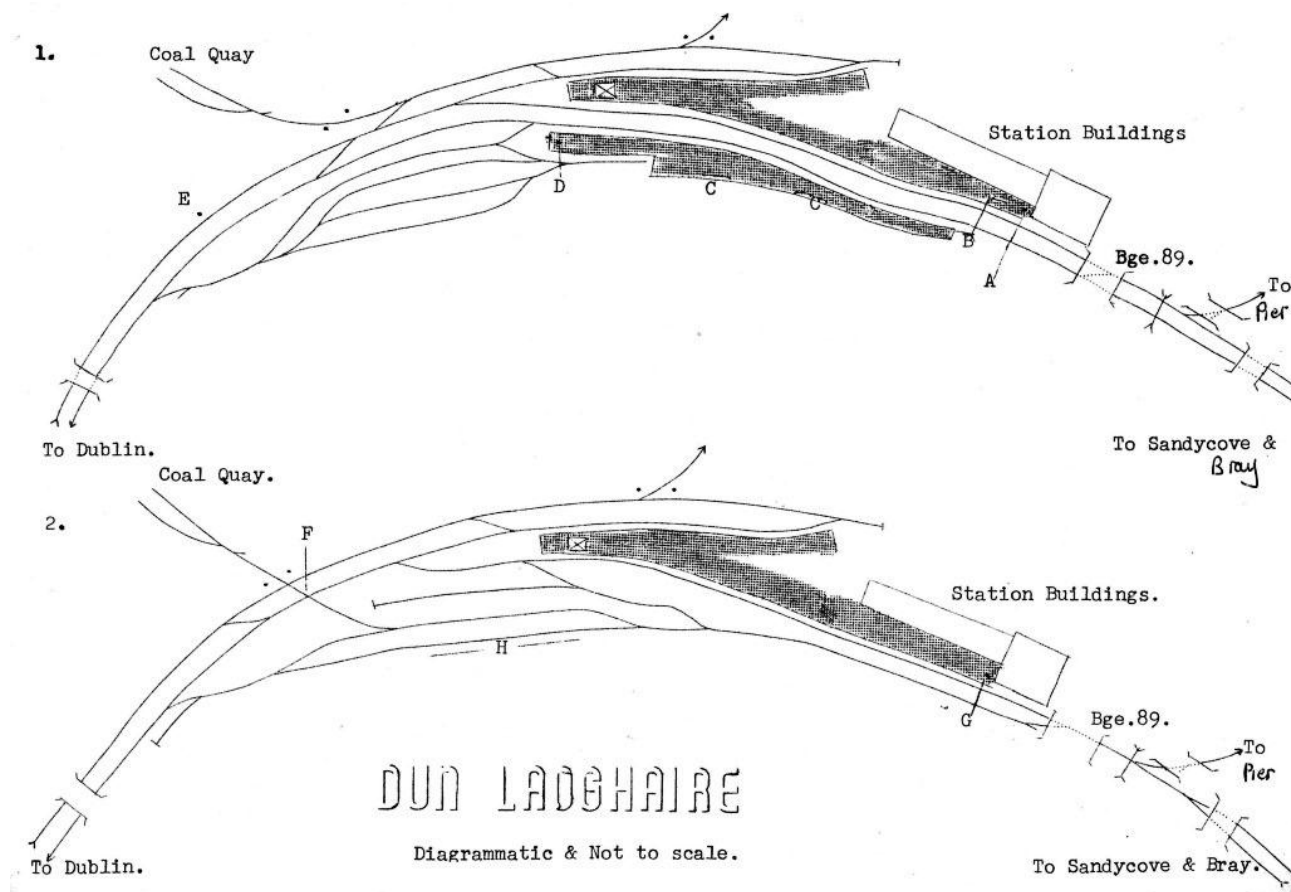 1.
Coal Quay
Station Buildings
E
D
C
C
B
A
Bge.89.
To
Pier
To Dublin.
To Sandycove &
Bray
Coal Quay.
2.
F
Station Buildings.
H
G
Bge.89.
To
Pier
DUN LAOGHAIRE
Diagrammatic & Not to scale.
To Dublin.
To Sandycove & Bray.